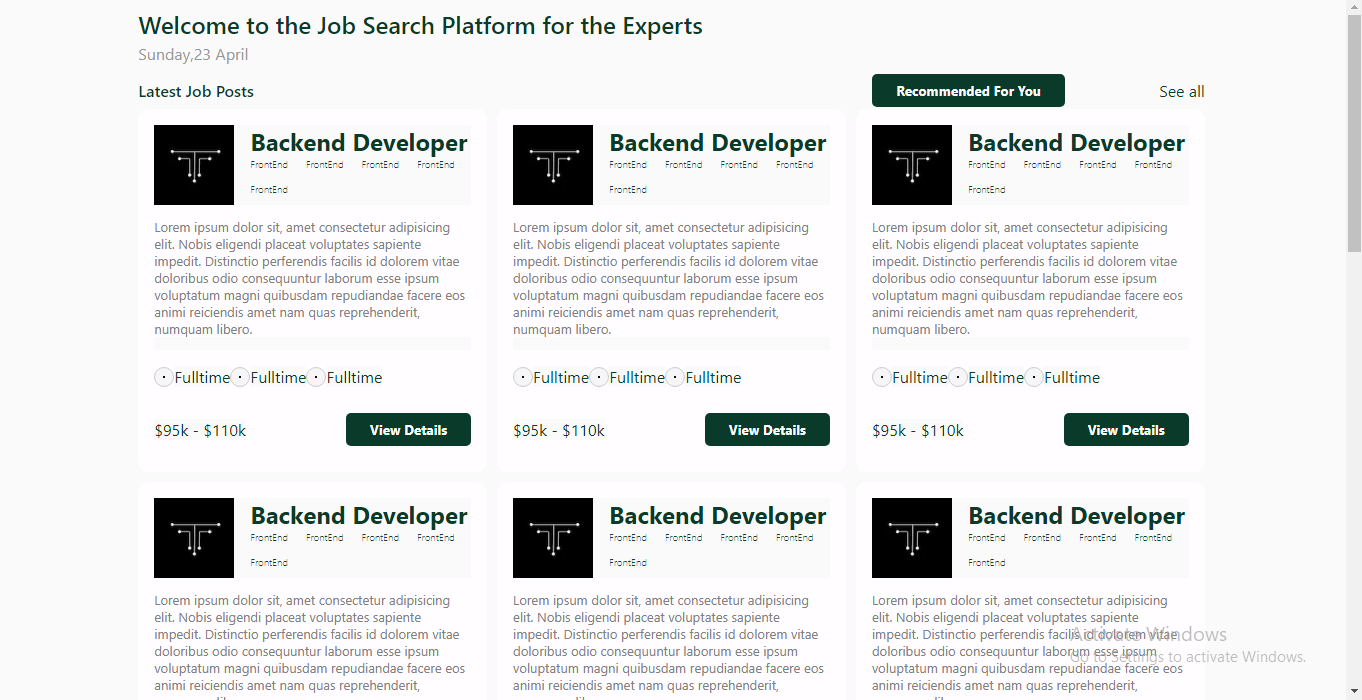 Welcome to the Job Search Platform for the Experts
Sunday,23 April
Latest Job Posts
Recommended For You
See all
Backend Developer
FrontEnd FrontEnd FrontEnd FrontEnd
FrontEnd
Lorem ipsum dolor sit, amet consectetur adipisicing
elit. Nobis eligendi placeat voluptates sapiente
impedit. Distinctio perferendis facilis id dolorem vitae
doloribus odio consequuntur laborum esse ipsum
voluptatum magni quibusdam repudiandae facere eos
animi reiciendis amet nam quas reprehenderit,
numquam libero.
Fulltime Fulltime Fulltime
$95k - $110k
View Details
Backend Developer
FrontEnd FrontEnd FrontEnd FrontEnd
FrontEnd
Lorem ipsum dolor sit, amet consectetur adipisicing
elit. Nobis eligendi placeat voluptates sapiente
impedit. Distinctio perferendis facilis id dolorem vitae
doloribus odio consequuntur laborum esse ipsum
voluptatum magni quibusdam repudiandae facere eos
animi reiciendis amet nam quas reprehenderit,
numquam libero.
Fulltime Fulltime Fulltime
$95k - $110k
View Details
Backend Developer
FrontEnd FrontEnd FrontEnd FrontEnd
FrontEnd
Lorem ipsum dolor sit, amet consectetur adipisicing
elit. Nobis eligendi placeat voluptates sapiente
impedit. Distinctio perferendis facilis id dolorem vitae
doloribus odio consequuntur laborum esse ipsum
voluptatum magni quibusdam repudiandae facere eos
animi reiciendis amet nam quas reprehenderit,
numquam libero.
Fulltime Fulltime Fulltime
$95k - $110k
View Details
Backend Developer
FrontEnd FrontEnd FrontEnd FrontEnd
FrontEnd
Lorem ipsum dolor sit, amet consectetur adipisicing
elit. Nobis eligendi placeat voluptates sapiente
impedit. Distinctio perferendis facilis id dolorem vitae
doloribus odio consequuntur laborum esse ipsum
voluptatum magni quibusdam repudiandae facere eos
animi reiciendis amet nam quas reprehenderit,
Backend Developer
FrontEnd FrontEnd FrontEnd FrontEnd
FrontEnd
Lorem ipsum dolor sit, amet consectetur adipisicing
elit. Nobis eligendi placeat voluptates sapiente
impedit. Distinctio perferendis facilis id dolorem vitae
doloribus odio consequuntur laborum esse ipsum
voluptatum magni quibusdam repudiandae facere eos
animi reiciendis amet nam quas reprehenderit,
Backend Developer
FrontEnd FrontEnd FrontEnd FrontEnd
FrontEnd
Lorem ipsum dolor sit, amet consectetur adipisicing
elit. Nobis eligendi placeat voluptates sapiente
impedit. Distinctio perferendis facilis id dolorem vitae
doloribus odio consequuntur laborum esse ipsum
voluptatum magni quibusdam repudiandae facere eos
animi reiciendis amet nam quas reprehenderit,
Activate Windows
Go to Settings to activate Windows.